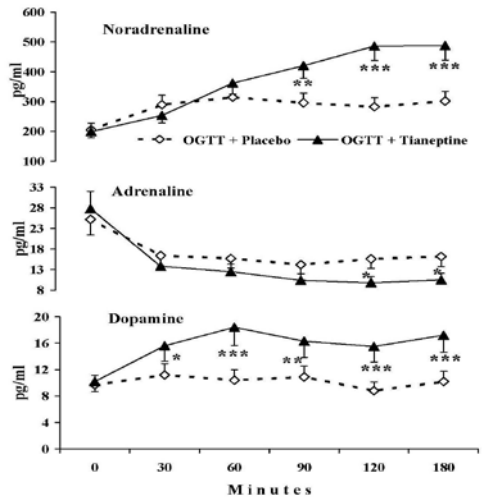 Noradrenaline
pg/ml
600
500
400
300
200
100
**
***
***
OGTT + Placebo
OGTT + Tianeptine
Adrenaline
pg/ml
33
28
23
18
13
8
*
*
Dopamine
pg/ml
20
16
12
8
4
0
*
***
**
***
***
0 30 60 90 120 180
Minutes